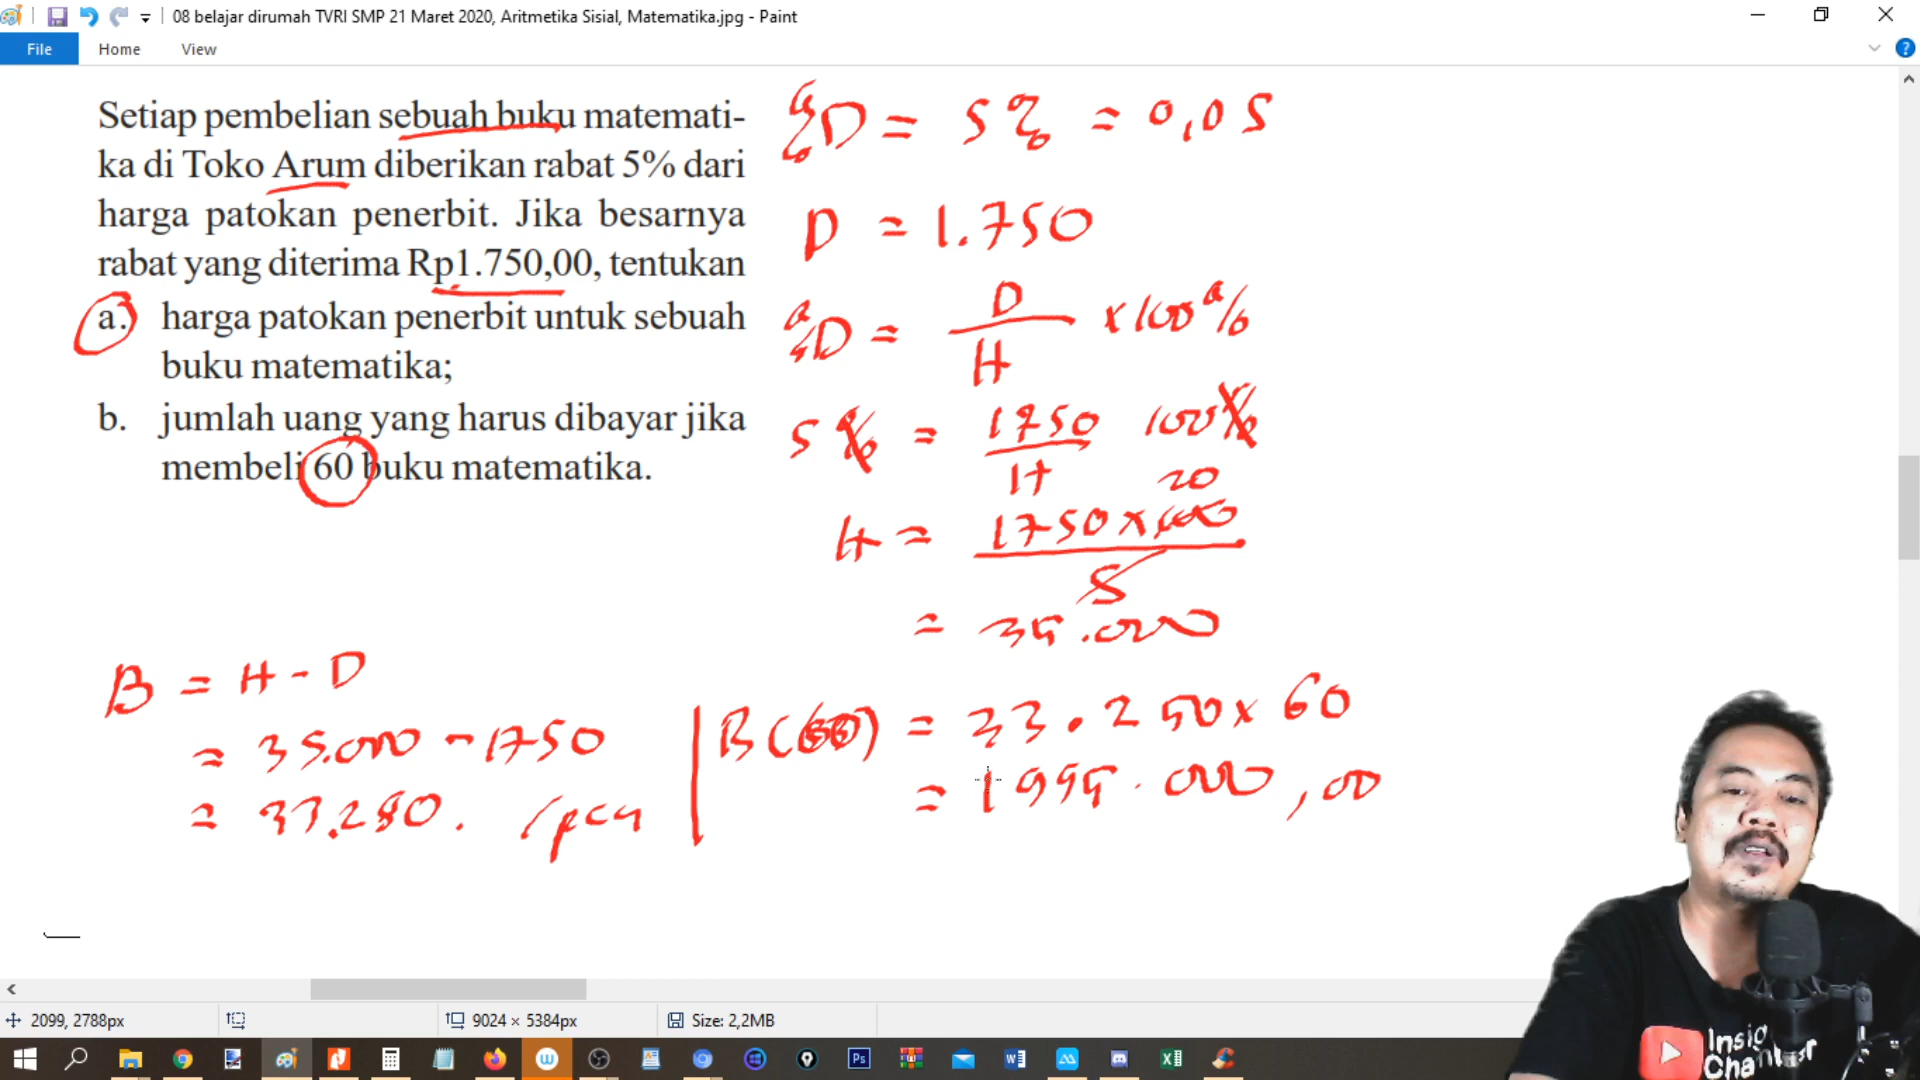 08 belajar dirumah TVRI SMP 21 Maret 2020, Aritmetika Sisial, Matematika.jpg - Paint
File Home View
Setiap pembelian sebuah buku matemati-
ka di Toko Arum diberikan rabat 5% dari
harga patokan penerbit. Jika besarnya
rabat yang diterima Rp1.750,00, tentukan
a. harga patokan penerbit untuk sebuah
buku matematika;
b. jumlah uang yang harus dibayar jika
membeli 60 buku matematika.
%D = 5% = 0,05
D = 1.750
%D = D/H × 100%
5% = 1750/H 100%
20
H = 1750 × 100 / 5
= 35.000
B = H - D
= 35.000 - 1750
= 33.250. /pcs
B(60) = 33.250 × 60
= 1995.000,00
2099, 2788px
9024 × 5384px
Size: 2,2MB
Ps